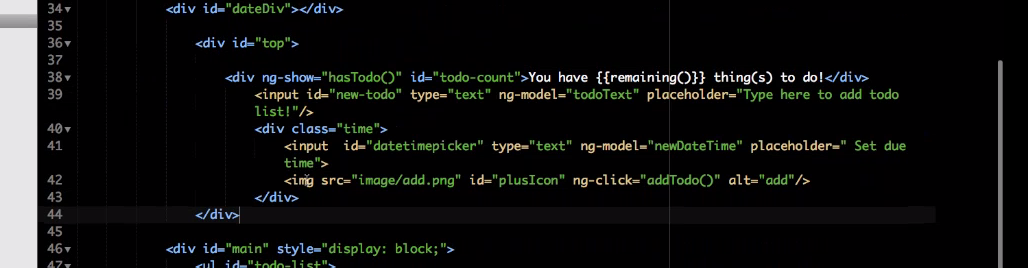 34 <div id="dateDiv"></div>
35
36 <div id="top">
37
38 <div ng-show="hasTodo()" id="todo-count">You have {{remaining()}} thing(s) to do!</div>
39 <input id="new-todo" type="text" ng-model="todoText" placeholder="Type here to add todo
list!"/>
40 <div class="time">
41 <input  id="datetimepicker" type="text" ng-model="newDateTime" placeholder=" Set due
time">
42 <img src="image/add.png" id="plusIcon" ng-click="addTodo()" alt="add"/>
43 </div>
44 </div>
45
46 <div id="main" style="display: block;">
47 <ul id="todo-list">